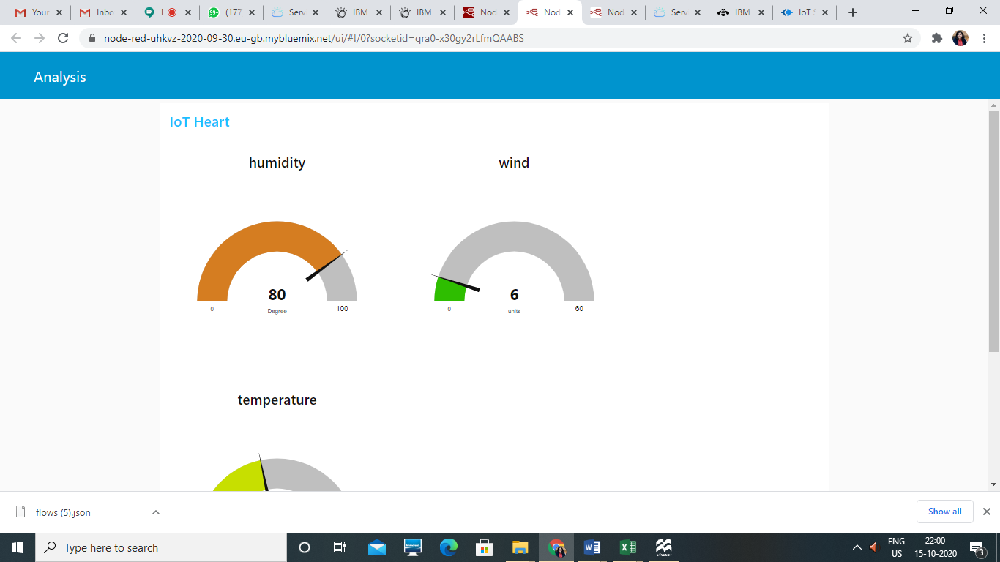 Your
Inbo
(177
Serv
IBM
IBM
Nod
Nod
Nod
Serv
IBM
IoT S
node-red-uhkvz-2020-09-30.eu-gb.mybluemix.net/ui/#!/0?socketid=qra0-x30gy2rLfmQAABS
Analysis
IoT Heart
humidity
wind
80
Degree
0
100
6
units
0
60
temperature
flows (5).json
Show all
Type here to search
ENG
US
22:00
15-10-2020
3